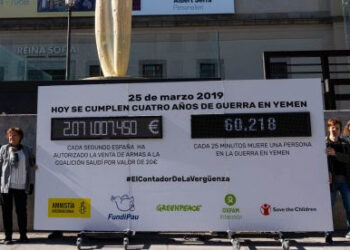 Albert Serra
REINA SOFÍA
25 de marzo 2019
HOY SE CUMPLEN CUATRO AÑOS DE GUERRA EN YEMEN
2.071.007.450 €
60.218
CADA SEGUNDO ESPAÑA HA
AUTORIZADO LA VENTA DE ARMAS A LA
COALICIÓN SAUDÍ POR VALOR DE 20€
CADA 25 MINUTOS MUERE UNA PERSONA
EN LA GUERRA EN YEMEN
#ElContadorDeLaVergüenza
AMNISTÍA
INTERNACIONAL
FundiPau
GREENPEACE
OXFAM
Intermón
Save the Children